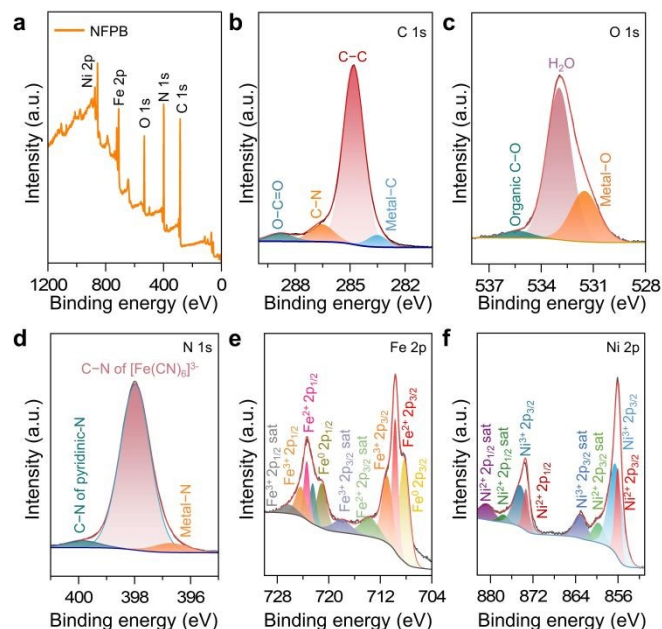 a
NFPB
Ni 2p
Fe 2p
O 1s
N 1s
C 1s
Intensity (a.u.)
1200 900 600 300 0
Binding energy (eV)
b
C 1s
C−C
O−C=O
C−N
Metal−C
Intensity (a.u.)
288 285 282
Binding energy (eV)
c
O 1s
H₂O
Organic C−O
Metal−O
Intensity (a.u.)
537 534 531 528
Binding energy (eV)
d
N 1s
C−N of [Fe(CN)₆]³⁻
C−N of pyridinic-N
Metal−N
Intensity (a.u.)
400 398 396
Binding energy (eV)
e
Fe 2p
Fe³⁺ 2p₁/₂ sat
Fe³⁺ 2p₁/₂
Fe²⁺ 2p₁/₂
Fe⁰ 2p₁/₂
Fe³⁺ 2p₃/₂ sat
Fe²⁺ 2p₃/₂ sat
Fe³⁺ 2p₃/₂
Fe²⁺ 2p₃/₂
Fe⁰ 2p₃/₂
Intensity (a.u.)
728 720 712 704
Binding energy (eV)
f
Ni 2p
Ni²⁺ 2p₁/₂ sat
Ni²⁺ 2p₁/₂ sat
Ni³⁺ 2p₃/₂
Ni²⁺ 2p₁/₂
Ni³⁺ 2p₃/₂ sat
Ni²⁺ 2p₃/₂ sat
Ni³⁺ 2p₃/₂
Ni²⁺ 2p₃/₂
Intensity (a.u.)
880 872 864 856
Binding energy (eV)